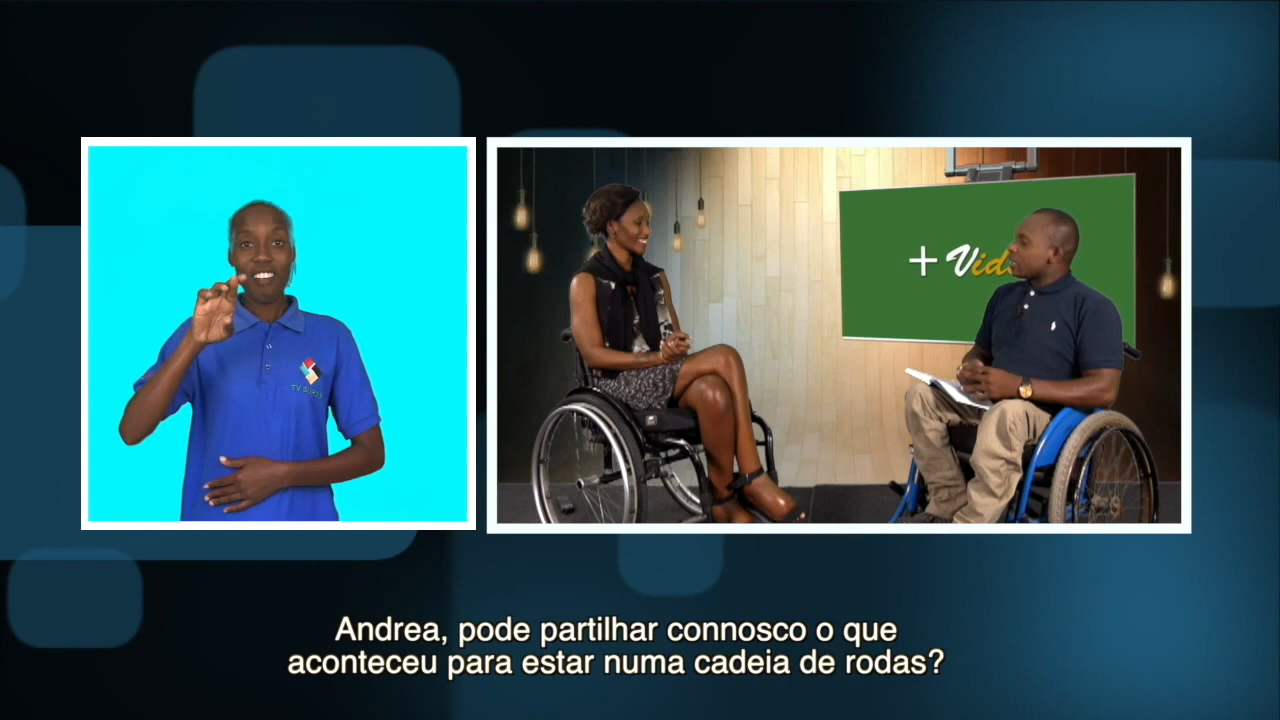 + Vid
Andrea, pode partilhar connosco o que
aconteceu para estar numa cadeia de rodas?